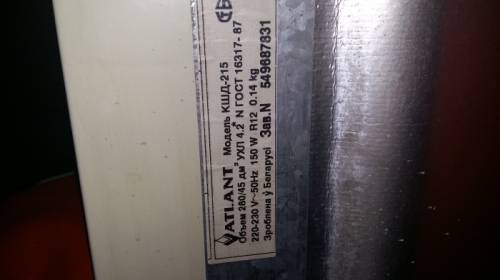 ATLANT Модель КШД-215
Объем 280/45 дм³ УХЛ 4.2* N ГОСТ 16317- 87
220-230 V~50Hz 150 W R12 0.14 kg
Зроблена ў Беларусі Зав.N 549687831